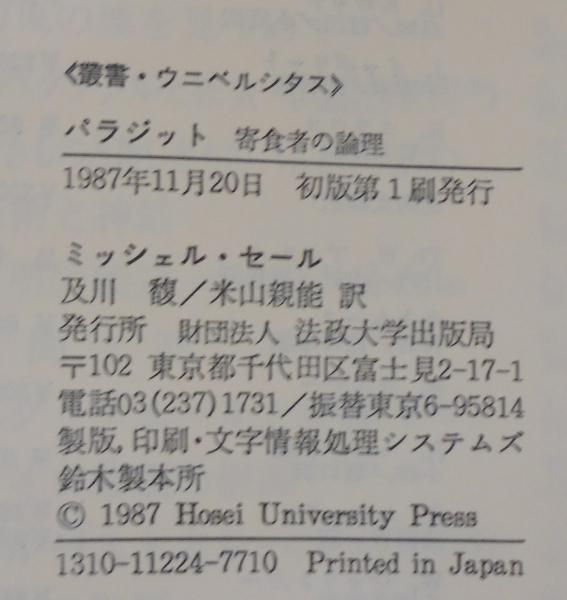 《叢書・ウニベルシタス》
パラジット 寄食者の論理
1987年11月20日 初版第1刷発行
ミッシェル・セール
及川 馥／米山親能 訳
発行所 財団法人 法政大学出版局
〒102 東京都千代田区富士見2-17-1
電話03(237)1731／振替東京6-95814
製版,印刷・文字情報処理システムズ
鈴木製本所
© 1987 Hosei University Press
1310-11224-7710 Printed in Japan